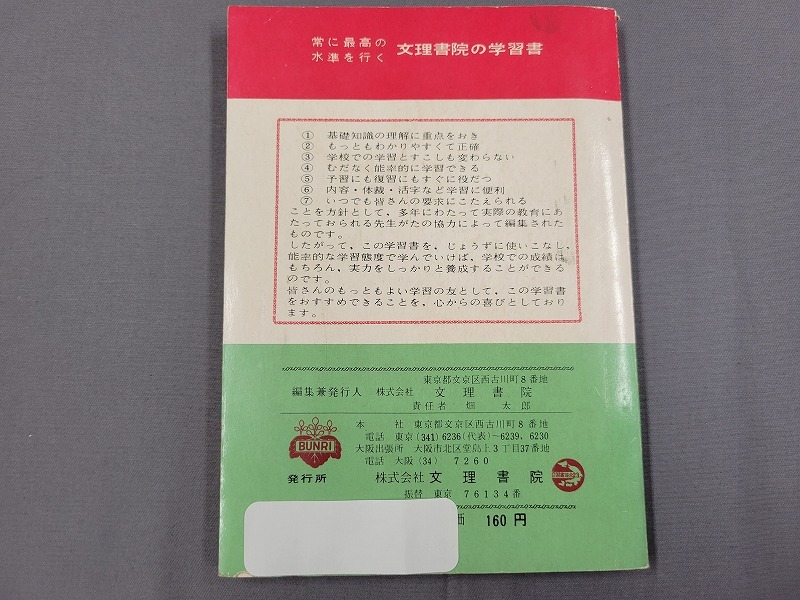 常に最高の
水準を行く
文理書院の学習書
① 基礎知識の理解に重点をおき
② もっともわかりやすくて正確
③ 学校での学習とすこしも変わらない
④ むだなく能率的に学習できる
⑤ 予習にも復習にもすぐに役だつ
⑥ 内容・体裁・活字など学習に便利
⑦ いつでも皆さんの要求にこたえられる
ことを方針として，多年にわたって実際の教育にあ
たっておられる先生がたの協力によって編集された
ものです。
したがって，この学習書を，じょうずに使いこなし，
能率的な学習態度で学んでいけば，学校での成績は
もちろん，実力をしっかりと養成することができる
のです。
皆さんのもっともよい学習の友として，この学習書
をおすすめできることを，心からの喜びとしており
ます。
東京都文京区西古川町8番地
編集兼発行人 株式会社 文理書院
責任者 畑 太郎
BUNRI
発行所
本社 東京都文京区西古川町8番地
電話 東京(341)6236(代表)−6239，6230
大阪出張所 大阪市北区堂島上3丁目37番地
電話 大阪(34) 7260
株式会社 文理書院
振替 東京 76134番
価 160円